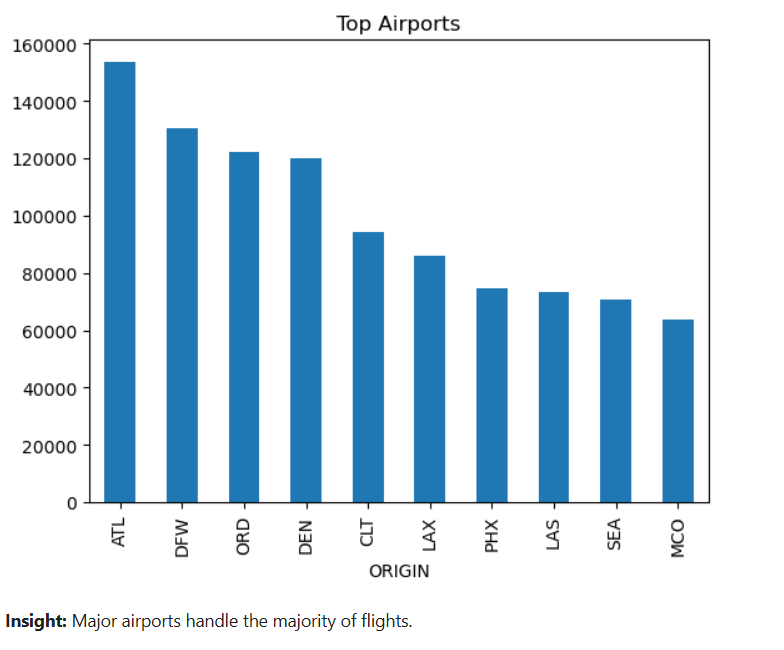 Top Airports
160000
140000
120000
100000
80000
60000
40000
20000
0
ATL
DFW
ORD
DEN
CLT
LAX
PHX
LAS
SEA
MCO
ORIGIN
Insight: Major airports handle the majority of flights.